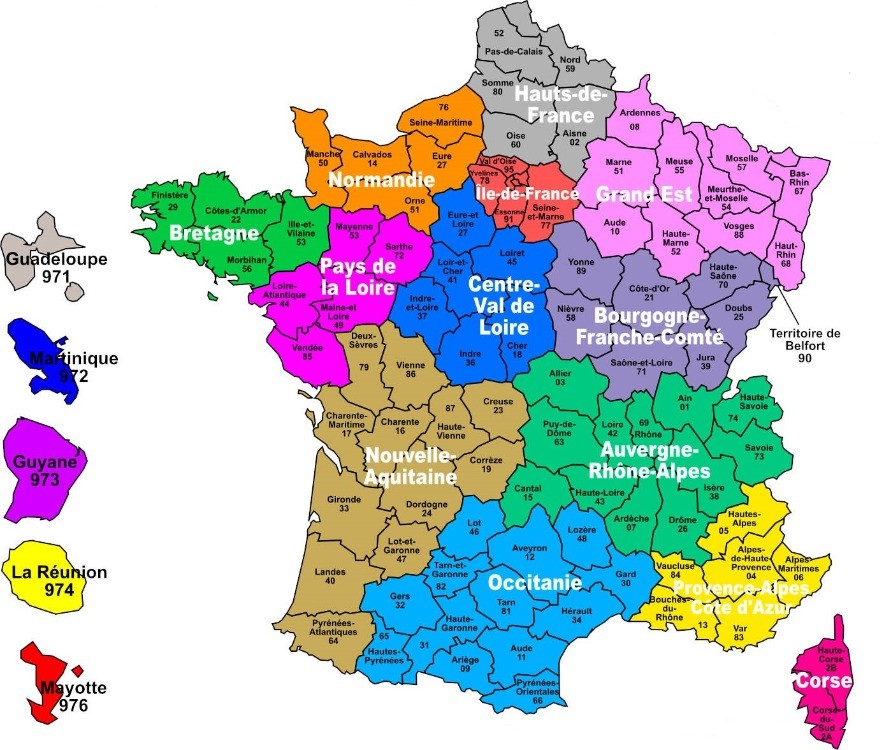 52
Pas-de-Calais
Nord
59
Somme
80
Hauts-de-
France
Oise
60
Aisne
02
76
Seine-Maritime
Manche
50
Calvados
14
Eure
27
Normandie
Orne
51
Val d'Oise
95
Yvelines
78
Île-de-France
Essonne
91
Seine-
et-Marne
77
Ardennes
08
Marne
51
Meuse
55
Moselle
57
Bas-
Rhin
67
Grand Est
Meurthe-
et-Moselle
54
Aude
10
Haute-
Marne
52
Vosges
88
Haut-
Rhin
68
Finistère
29
Côtes-d'Armor
22
Ille-et
Vilaine
53
Bretagne
Morbihan
56
Mayenne
53
Sarthe
72
Pays de
la Loire
Loire-
Atlantique
44
Maine-et
Loire
49
Vendée
85
Eure-et
Loir
27
Loiret
45
Loir-et-
Cher
41
Centre-
Val de
Loire
Indre-
et-Loire
37
Indre
36
Cher
18
Yonne
89
Côte-d'Or
21
Haute-
Saône
70
Nièvre
58
Doubs
25
Bourgogne-
Franche-Comté
Saône-et-Loire
71
Jura
39
Territoire de
Belfort
90
Deux-
Sèvres
79
Vienne
86
Charente-
Maritime
17
Charente
16
87
Haute-
Vienne
Creuse
23
Nouvelle-
Aquitaine
Corrèze
19
Gironde
33
Dordogne
24
Lot-et-
Garonne
47
Landes
40
Pyrénées-
Atlantiques
64
Allier
03
Puy-de-
Dôme
63
Loire
42
69
Rhône
Ain
01
Haute-
Savoie
74
Savoie
73
Auvergne-
Rhône-Alpes
Isère
38
Cantal
15
Haute-Loire
43
Ardèche
07
Drôme
26
Lot
46
Aveyron
12
Lozère
48
Tarn-et-
Garonne
82
Occitanie
Gard
30
Gers
32
Tarn
81
Hérault
34
Haute-
Garonne
31
65
Hautes-
Pyrénées
Ariège
09
Aude
11
Pyrénées-
Orientales
66
Hautes-
Alpes
05
Alpes-
de-Haute
Provence
04
Alpes-
Maritimes
06
Vaucluse
84
Provence-Alpes
Côte d'Azur
Bouches-
du-
Rhône
13
Var
83
Haute-
Corse
2B
Corse
Corse-
du-
Sud
2A
Guadeloupe
971
Martinique
972
Guyane
973
La Réunion
974
Mayotte
976